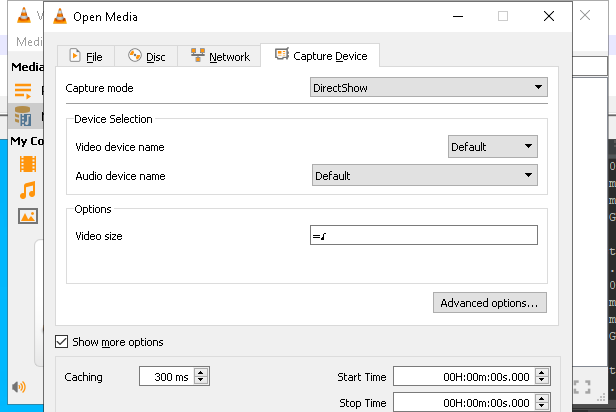 Open Media
Medi
File
Disc
Network
Capture Device
Media
Capture mode
DirectShow
Device Selection
My Co
Video device name
Default
Audio device name
Default
Options
Video size
Advanced options...
Show more options
Caching
300 ms
Start Time
00H:00m:00s.000
Stop Time
00H:00m:00s.000